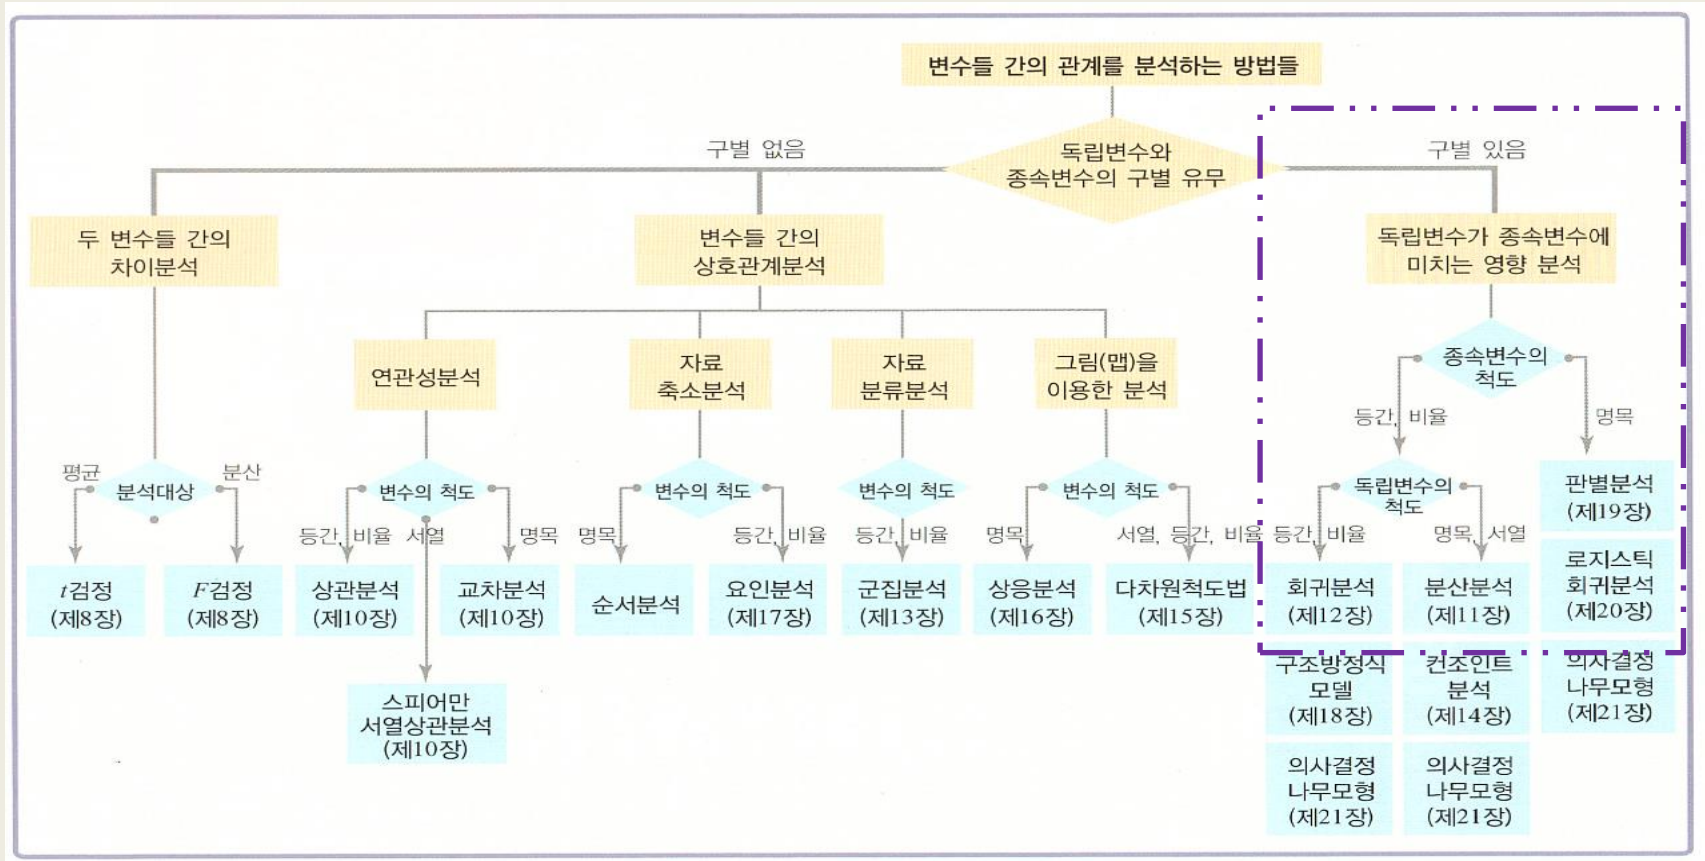 변수들 간의 관계를 분석하는 방법들
독립변수와
종속변수의 구별 유무
구별 없음
구별 있음
두 변수들 간의
차이분석
변수들 간의
상호관계분석
독립변수가 종속변수에
미치는 영향 분석
연관성분석
자료
축소분석
자료
분류분석
그림(맵)을
이용한 분석
종속변수의
척도
등간, 비율
명목
평균
분석대상
분산
변수의 척도
등간, 비율
서열
명목
변수의 척도
명목
등간, 비율
변수의 척도
등간, 비율
변수의 척도
명목
서열, 등간, 비율
독립변수의
척도
등간, 비율
명목, 서열
t검정
(제8장)
F검정
(제8장)
상관분석
(제10장)
교차분석
(제10장)
스피어만
서열상관분석
(제10장)
순서분석
요인분석
(제17장)
군집분석
(제13장)
상응분석
(제16장)
다차원척도법
(제15장)
회귀분석
(제12장)
구조방정식
모델
(제18장)
의사결정
나무모형
(제21장)
분산분석
(제11장)
컨조인트
분석
(제14장)
의사결정
나무모형
(제21장)
판별분석
(제19장)
로지스틱
회귀분석
(제20장)
의사결정
나무모형
(제21장)